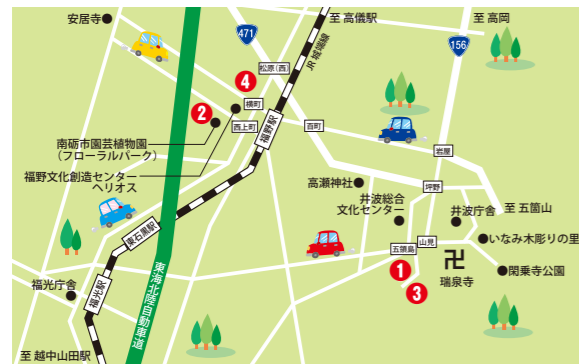 安居寺
471
至 高儀駅
至 高岡
156
JR 城端線
松原(西)
4
横町
2
西上町
福野駅
百町
南砺市園芸植物園
(フローラルパーク)
福野文化創造センター
ヘリオス
岩屋
高瀬神社
坪野
井波総合
文化センター
井波庁舎
至 五箇山
東石黒駅
五領島
山見
いなみ木彫りの里
1
卍
瑞泉寺
閑乗寺公園
3
東海北陸自動車道
福光庁舎
福光駅
至 越中山田駅